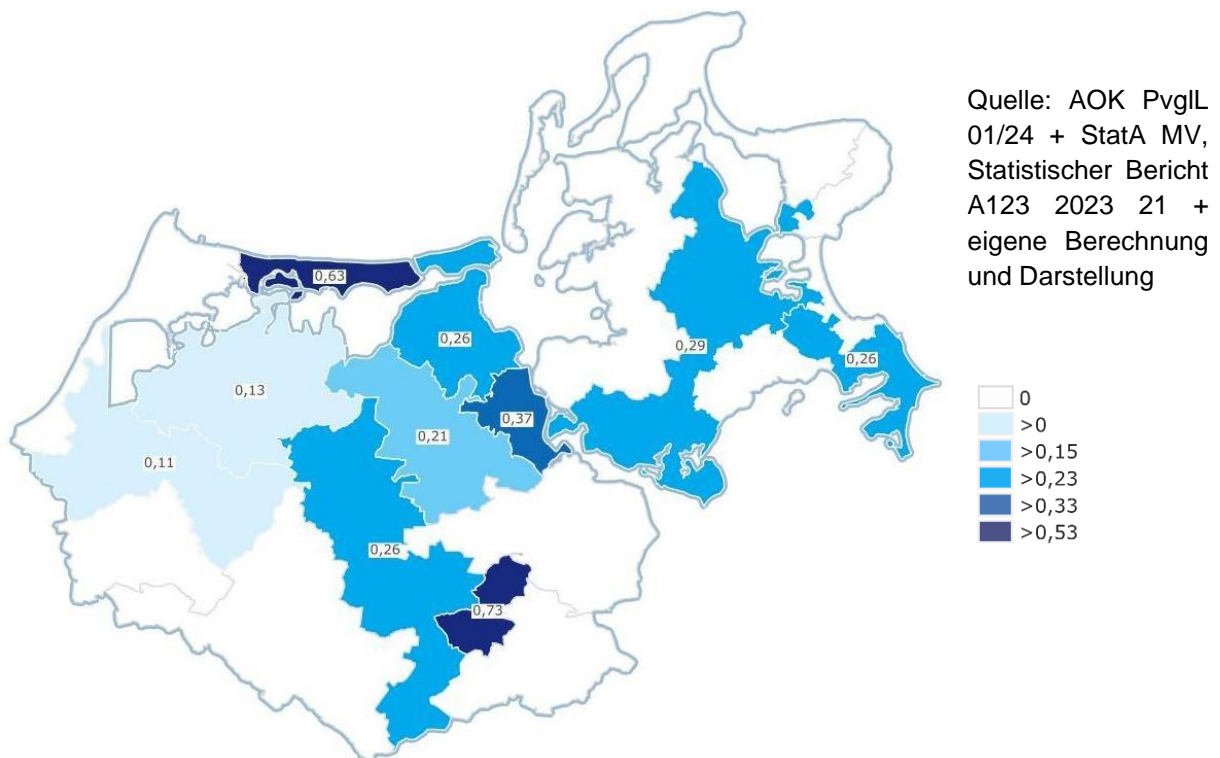 Quelle: AOK PvglL
01/24 + StatA MV,
Statistischer Bericht
A123 2023 21 +
eigene Berechnung
und Darstellung
0,63
0,26
0,29
0,26
0,13
0,37
0,21
0,11
0,26
0,73
0
>0
>0,15
>0,23
>0,33
>0,53